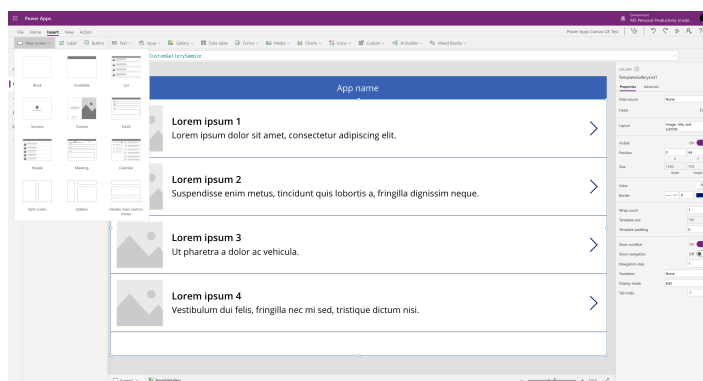 Power Apps
Environment
MS Personal Productivity (mode..
File Home Insert View Action
Power Apps Canvas UX Test
New screen Label Button Text Input Gallery Data table Forms Media Charts Icons Custom AI Builder Mixed Reality
CustomGallerySample
Blank Scrollable List
Success Tutorial Email
People Meeting Calendar
Split screen Sidebar Header, main section, footer
App name
Lorem ipsum 1
Lorem ipsum dolor sit amet, consectetur adipiscing elit.
Lorem ipsum 2
Suspendisse enim metus, tincidunt quis lobortis a, fringilla dignissim neque.
Lorem ipsum 3
Ut pharetra a dolor ac vehicula.
Lorem ipsum 4
Vestibulum dui felis, fringilla nec mi sed, tristique dictum nisi.
GALLERY
TemplateGalleryList1
Properties Advanced
Data source None
Fields
Layout Image, title and subtitle
Visible On
Position 0 64
X Y
Size
Width Height
Color
Border 0
Wrap count 1
Template size
Template padding 0
Show scrollbar On
Show navigation Off
Navigation step 1
Transition None
Display mode Edit
Tab index -1
Screen1 TemplateGallery